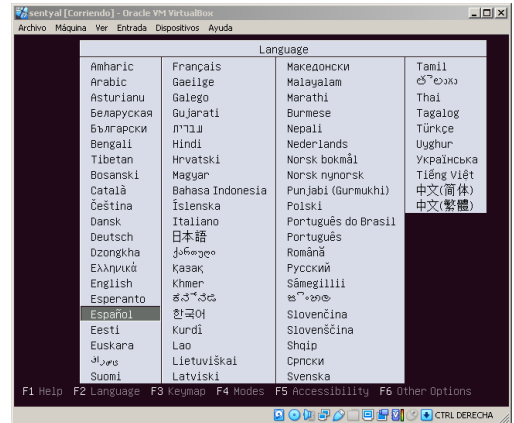 sentyal [Corriendo] - Oracle VM VirtualBox
Archivo Máquina Ver Entrada Dispositivos Ayuda
Language
Amharic
Arabic
Asturianu
Беларуская
Български
Bengali
Tibetan
Bosanski
Català
Čeština
Dansk
Deutsch
Dzongkha
Ελληνικά
English
Esperanto
Español
Eesti
Euskara
Suomi
Français
Gaeilge
Galego
Gujarati
עברית
Hindi
Hrvatski
Magyar
Bahasa Indonesia
Íslenska
Italiano
日本語
ქართული
Қазақ
Khmer
ಕನ್ನಡ
한국어
Kurdî
Lao
Lietuviškai
Latviski
Македонски
Malayalam
Marathi
Burmese
Nepali
Nederlands
Norsk bokmål
Norsk nynorsk
Punjabi (Gurmukhi)
Polski
Português do Brasil
Português
Română
Русский
Sámegillii
සිංහල
Slovenčina
Slovenščina
Shqip
Српски
Svenska
Tamil
తెలుగు
Thai
Tagalog
Türkçe
Uyghur
Українська
Tiếng Việt
中文(简体)
中文(繁體)
F1 Help F2 Language F3 Keymap F4 Modes F5 Accessibility F6 Other Options
CTRL DERECHA